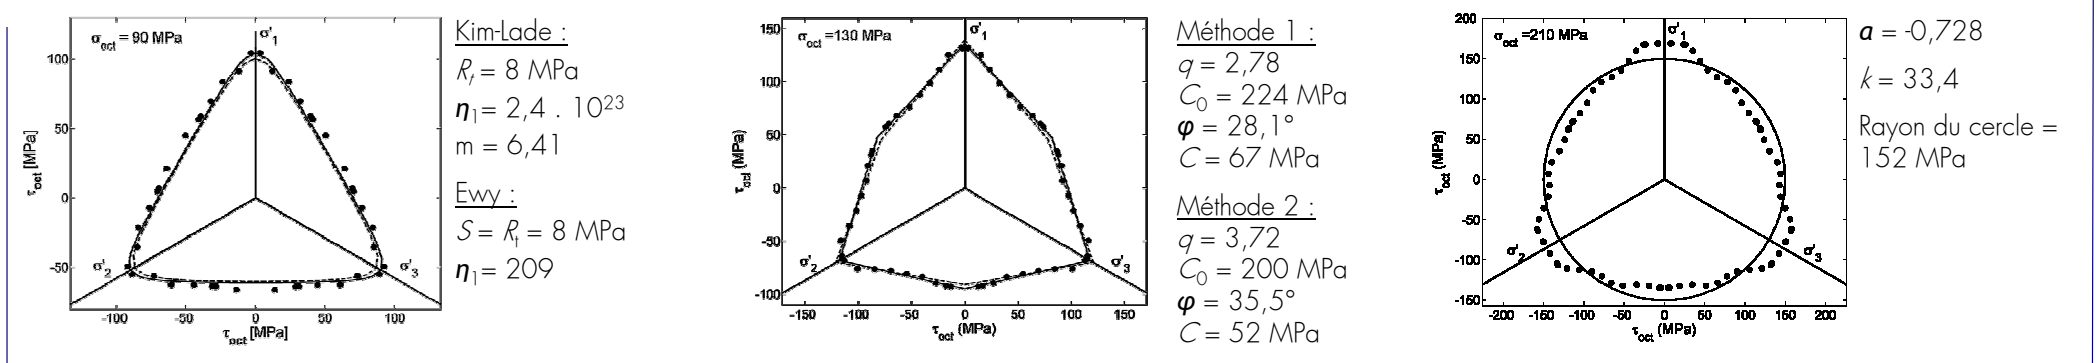 σoct = 90 MPa
σ'1
100
50
0
-50
τoct [MPa]
σ'2
σ'3
-100 -50 0 50 100
τoct [MPa]
Kim-Lade :
Rt = 8 MPa
η1 = 2,4 . 10²³
m = 6,41
Ewy :
S = Rt = 8 MPa
η1 = 209
σoct =130 MPa
σ'1
150
100
50
0
-50
-100
τoct (MPa)
σ'2
σ'3
-150 -100 -50 0 50 100 150
τoct (MPa)
Méthode 1 :
q = 2,78
C0 = 224 MPa
φ = 28,1°
C = 67 MPa
Méthode 2 :
q = 3,72
C0 = 200 MPa
φ = 35,5°
C = 52 MPa
σoct =210 MPa
σ'1
200
150
100
50
0
-50
-100
-150
τoct (MPa)
σ'2
σ'3
-200 -150 -100 -50 0 50 100 150 200
τoct (MPa)
a = -0,728
k = 33,4
Rayon du cercle =
152 MPa